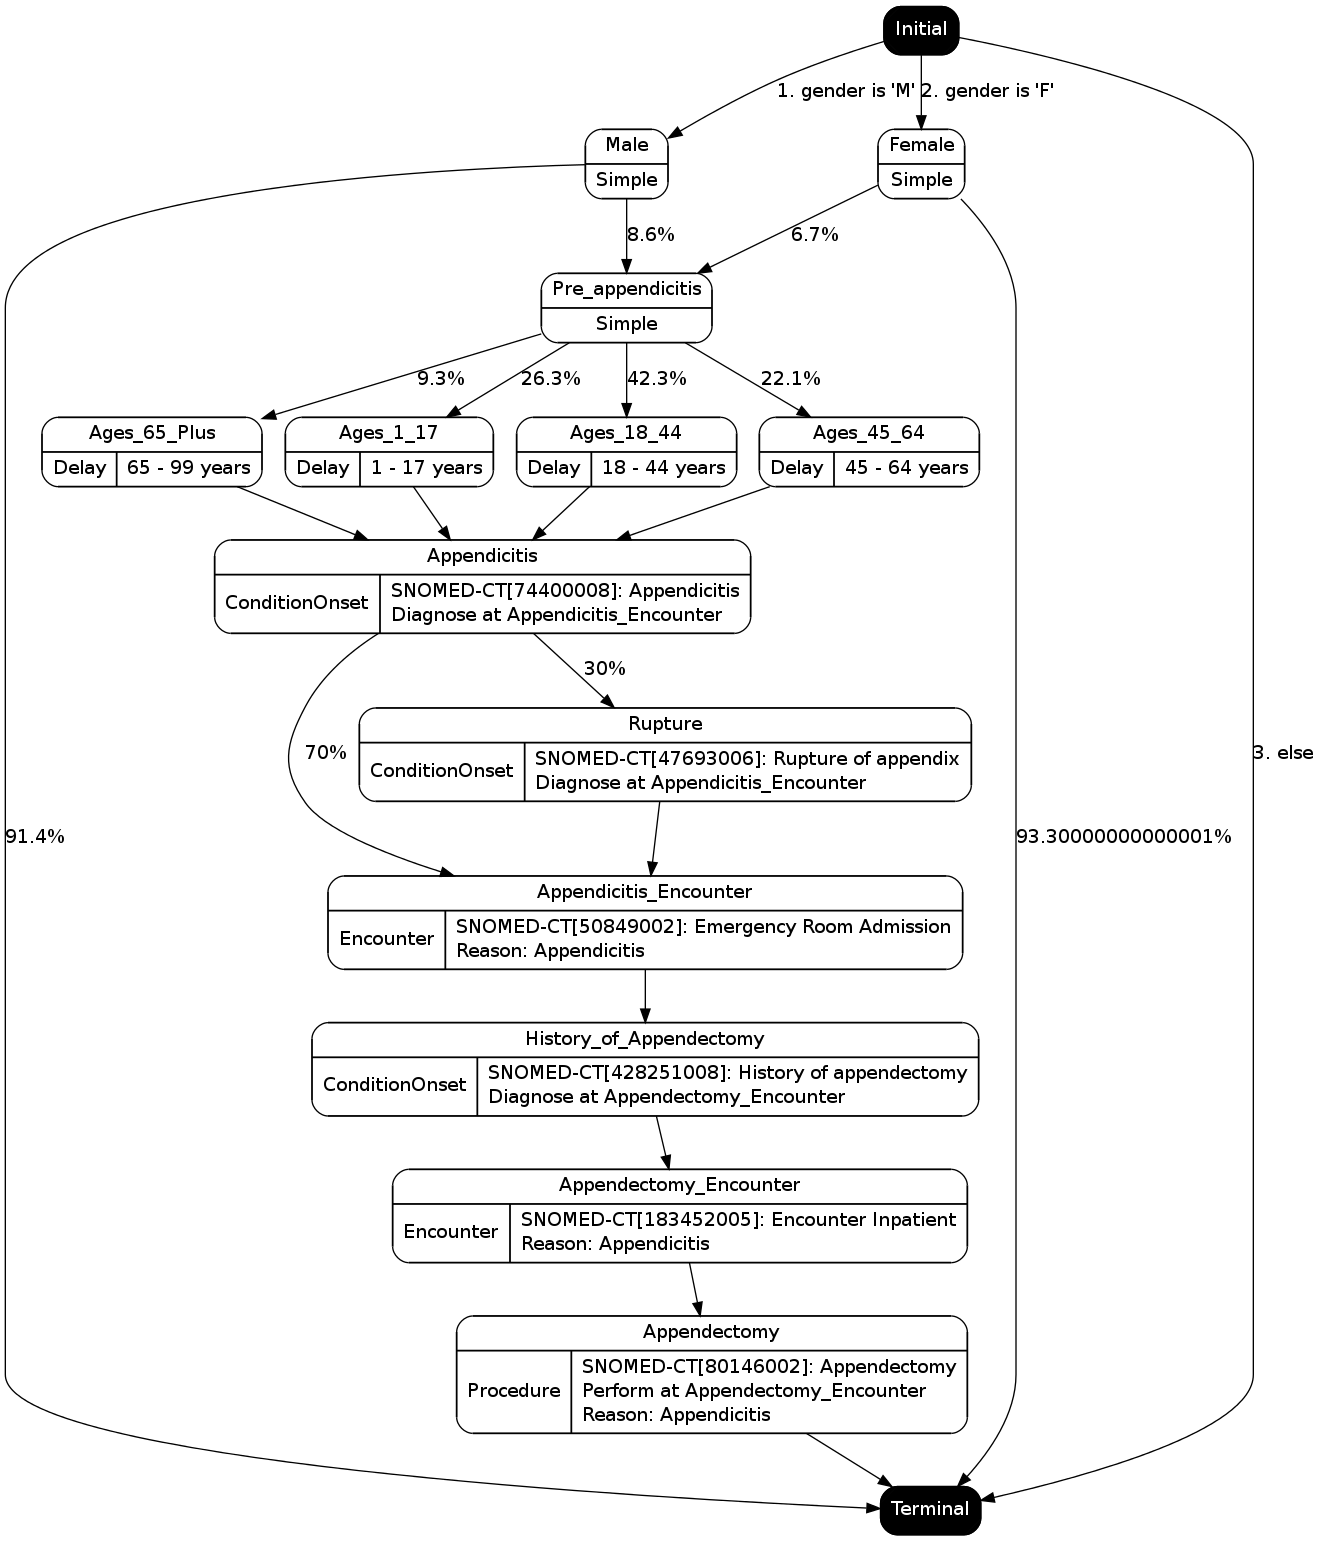 Initial
1. gender is 'M'
2. gender is 'F'
Male
Simple
Female
Simple
8.6%
6.7%
Pre_appendicitis
Simple
9.3%
26.3%
42.3%
22.1%
Ages_65_Plus
Delay
65 - 99 years
Ages_1_17
Delay
1 - 17 years
Ages_18_44
Delay
18 - 44 years
Ages_45_64
Delay
45 - 64 years
Appendicitis
ConditionOnset
SNOMED-CT[74400008]: Appendicitis
Diagnose at Appendicitis_Encounter
30%
Rupture
ConditionOnset
SNOMED-CT[47693006]: Rupture of appendix
Diagnose at Appendicitis_Encounter
70%
3. else
91.4%
93.30000000000001%
Appendicitis_Encounter
Encounter
SNOMED-CT[50849002]: Emergency Room Admission
Reason: Appendicitis
History_of_Appendectomy
ConditionOnset
SNOMED-CT[428251008]: History of appendectomy
Diagnose at Appendectomy_Encounter
Appendectomy_Encounter
Encounter
SNOMED-CT[183452005]: Encounter Inpatient
Reason: Appendicitis
Appendectomy
Procedure
SNOMED-CT[80146002]: Appendectomy
Perform at Appendectomy_Encounter
Reason: Appendicitis
Terminal